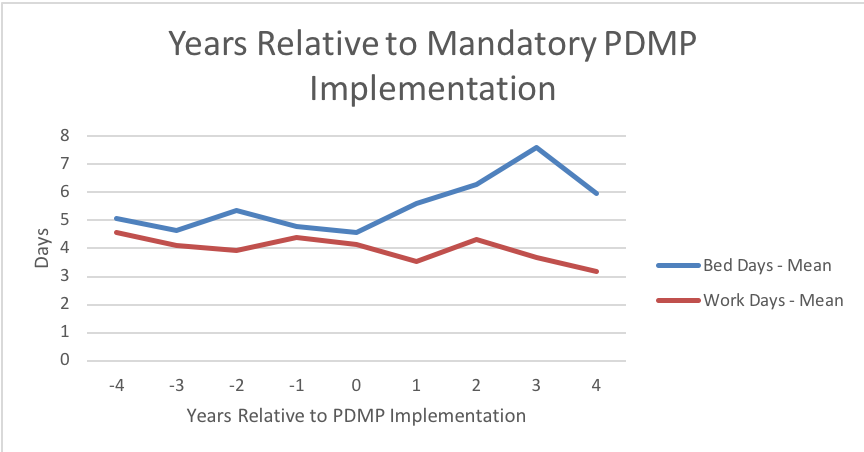 Years Relative to Mandatory PDMP
Implementation
8
7
6
5
4
3
2
1
0
Days
-4 -3 -2 -1 0 1 2 3 4
Years Relative to PDMP Implementation
Bed Days - Mean
Work Days - Mean